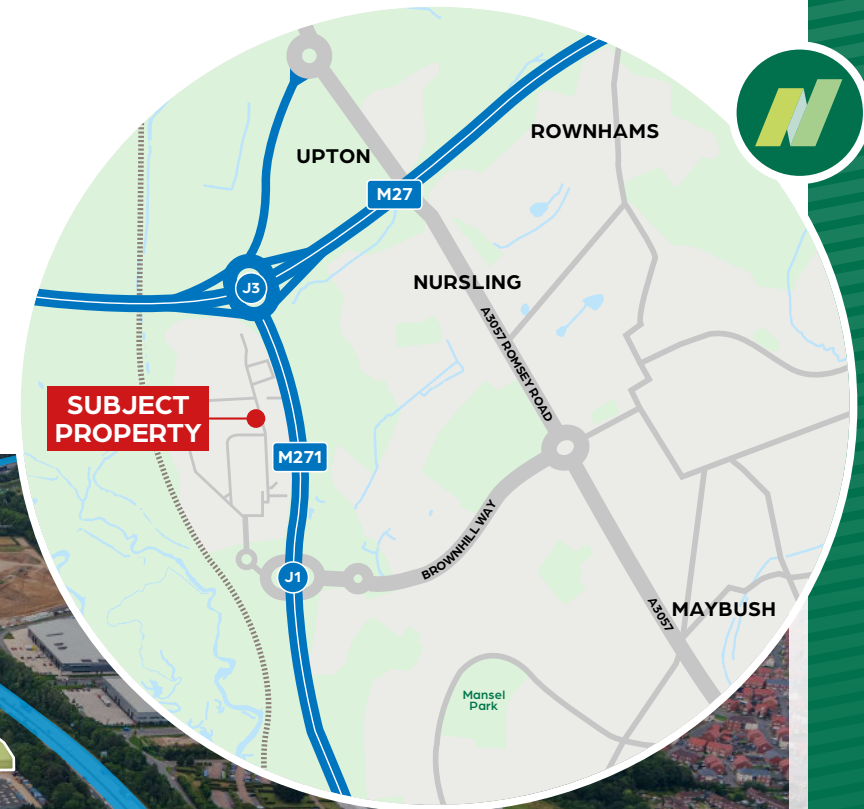 ROWNHAMS
UPTON
M27
NURSLING
J3
A3057 ROMSEY ROAD
SUBJECT
PROPERTY
M271
BROWNHILL WAY
J1
A3057
MAYBUSH
Mansel
Park